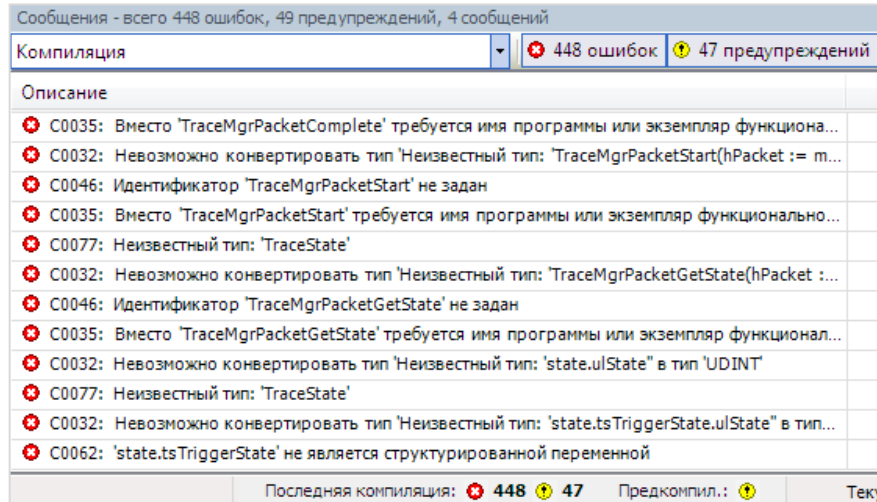 Сообщения - всего 448 ошибок, 49 предупреждений, 4 сообщений
Компиляция 448 ошибок 47 предупреждений
Описание
C0035: Вместо 'TraceMgrPacketComplete' требуется имя программы или экземпляр функциона...
C0032: Невозможно конвертировать тип 'Неизвестный тип: 'TraceMgrPacketStart(hPacket := m...
C0046: Идентификатор 'TraceMgrPacketStart' не задан
C0035: Вместо 'TraceMgrPacketStart' требуется имя программы или экземпляр функционально...
C0077: Неизвестный тип: 'TraceState'
C0032: Невозможно конвертировать тип 'Неизвестный тип: 'TraceMgrPacketGetState(hPacket :...
C0046: Идентификатор 'TraceMgrPacketGetState' не задан
C0035: Вместо 'TraceMgrPacketGetState' требуется имя программы или экземпляр функционал...
C0032: Невозможно конвертировать тип 'Неизвестный тип: 'state.ulState'' в тип 'UDINT'
C0077: Неизвестный тип: 'TraceState'
C0032: Невозможно конвертировать тип 'Неизвестный тип: 'state.tsTriggerState.ulState'' в тип...
C0062: 'state.tsTriggerState' не является структурированной переменной
Последняя компиляция: 448 47 Предкомпил.: Теку